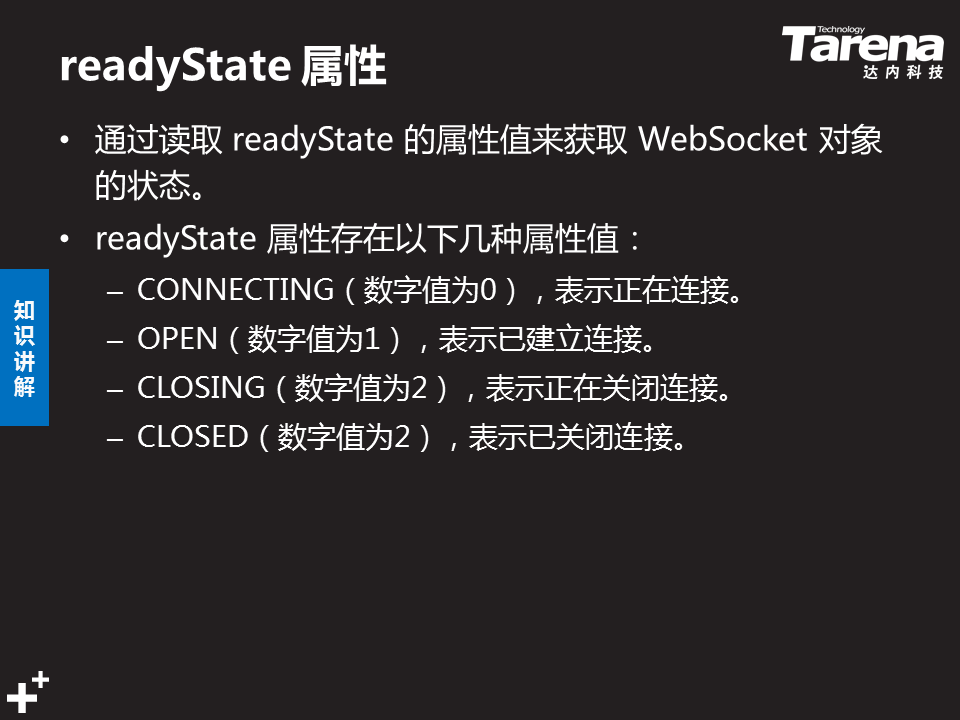 readyState 属性
Technology
Tarena
达内科技
• 通过读取 readyState 的属性值来获取 WebSocket 对象
的状态。
• readyState 属性存在以下几种属性值：
– CONNECTING（数字值为0），表示正在连接。
– OPEN（数字值为1），表示已建立连接。
– CLOSING（数字值为2），表示正在关闭连接。
– CLOSED（数字值为2），表示已关闭连接。
知
识
讲
解